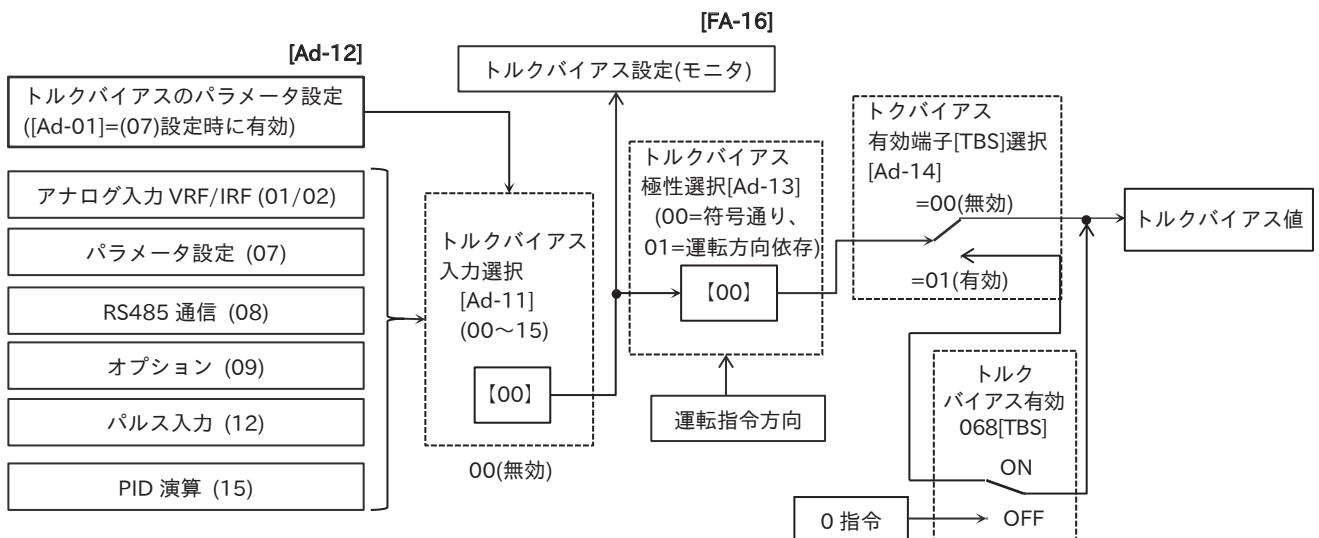 [FA-16]
[Ad-12]
トルクバイアス設定(モニタ)
トルクバイアスのパラメータ設定
([Ad-01]=(07)設定時に有効)
アナログ入力 VRF/IRF (01/02)
パラメータ設定 (07)
RS485 通信 (08)
オプション (09)
パルス入力 (12)
PID 演算 (15)
トルクバイアス
入力選択
[Ad-11]
(00～15)
【00】
00(無効)
トルクバイアス
極性選択[Ad-13]
(00=符号通り、
01=運転方向依存)
【00】
運転指令方向
トクバイアス
有効端子[TBS]選択
[Ad-14]
=00(無効)
=01(有効)
トルクバイアス値
トルク
バイアス有効
068[TBS]
ON
OFF
0 指令